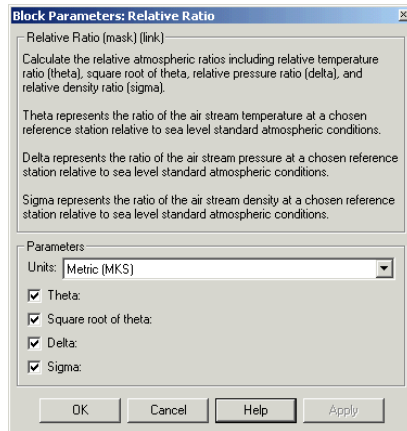 Block Parameters: Relative Ratio
Relative Ratio (mask) (link)
Calculate the relative atmospheric ratios including relative temperature
ratio (theta), square root of theta, relative pressure ratio (delta), and
relative density ratio (sigma).
Theta represents the ratio of the air stream temperature at a chosen
reference station relative to sea level standard atmospheric conditions.
Delta represents the ratio of the air stream pressure at a chosen reference
station relative to sea level standard atmospheric conditions.
Sigma represents the ratio of the air stream density at a chosen reference
station relative to sea level standard atmospheric conditions.
Parameters
Units: Metric (MKS)
Theta:
Square root of theta:
Delta:
Sigma:
OK Cancel Help Apply